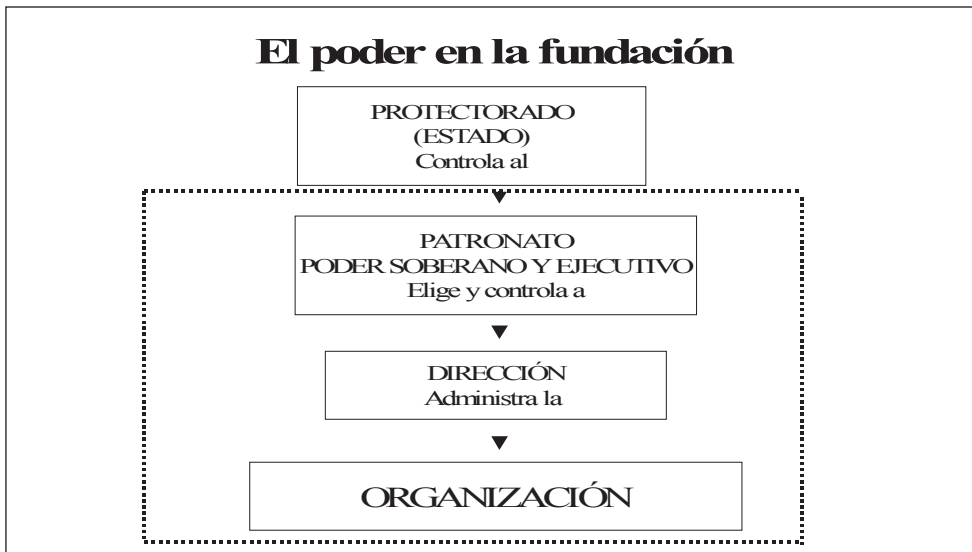 El poder en la fundación
PROTECTORADO
(ESTADO)
Controla al
PATRONATO
PODER SOBERANO Y EJECUTIVO
Elige y controla a
DIRECCIÓN
Administra la
ORGANIZACIÓN